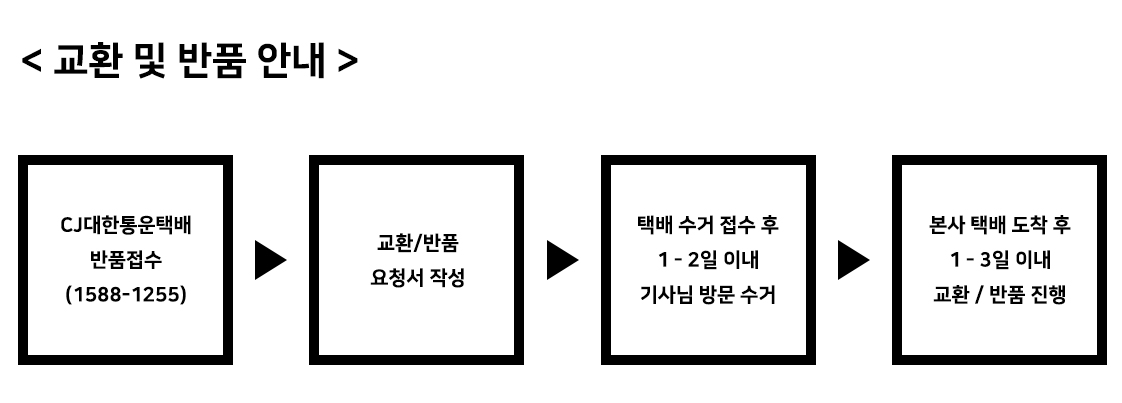 < 교환 및 반품 안내 >
CJ대한통운택배
반품접수
(1588-1255)
교환/반품
요청서 작성
택배 수거 접수 후
1 - 2일 이내
기사님 방문 수거
본사 택배 도착 후
1 - 3일 이내
교환 / 반품 진행